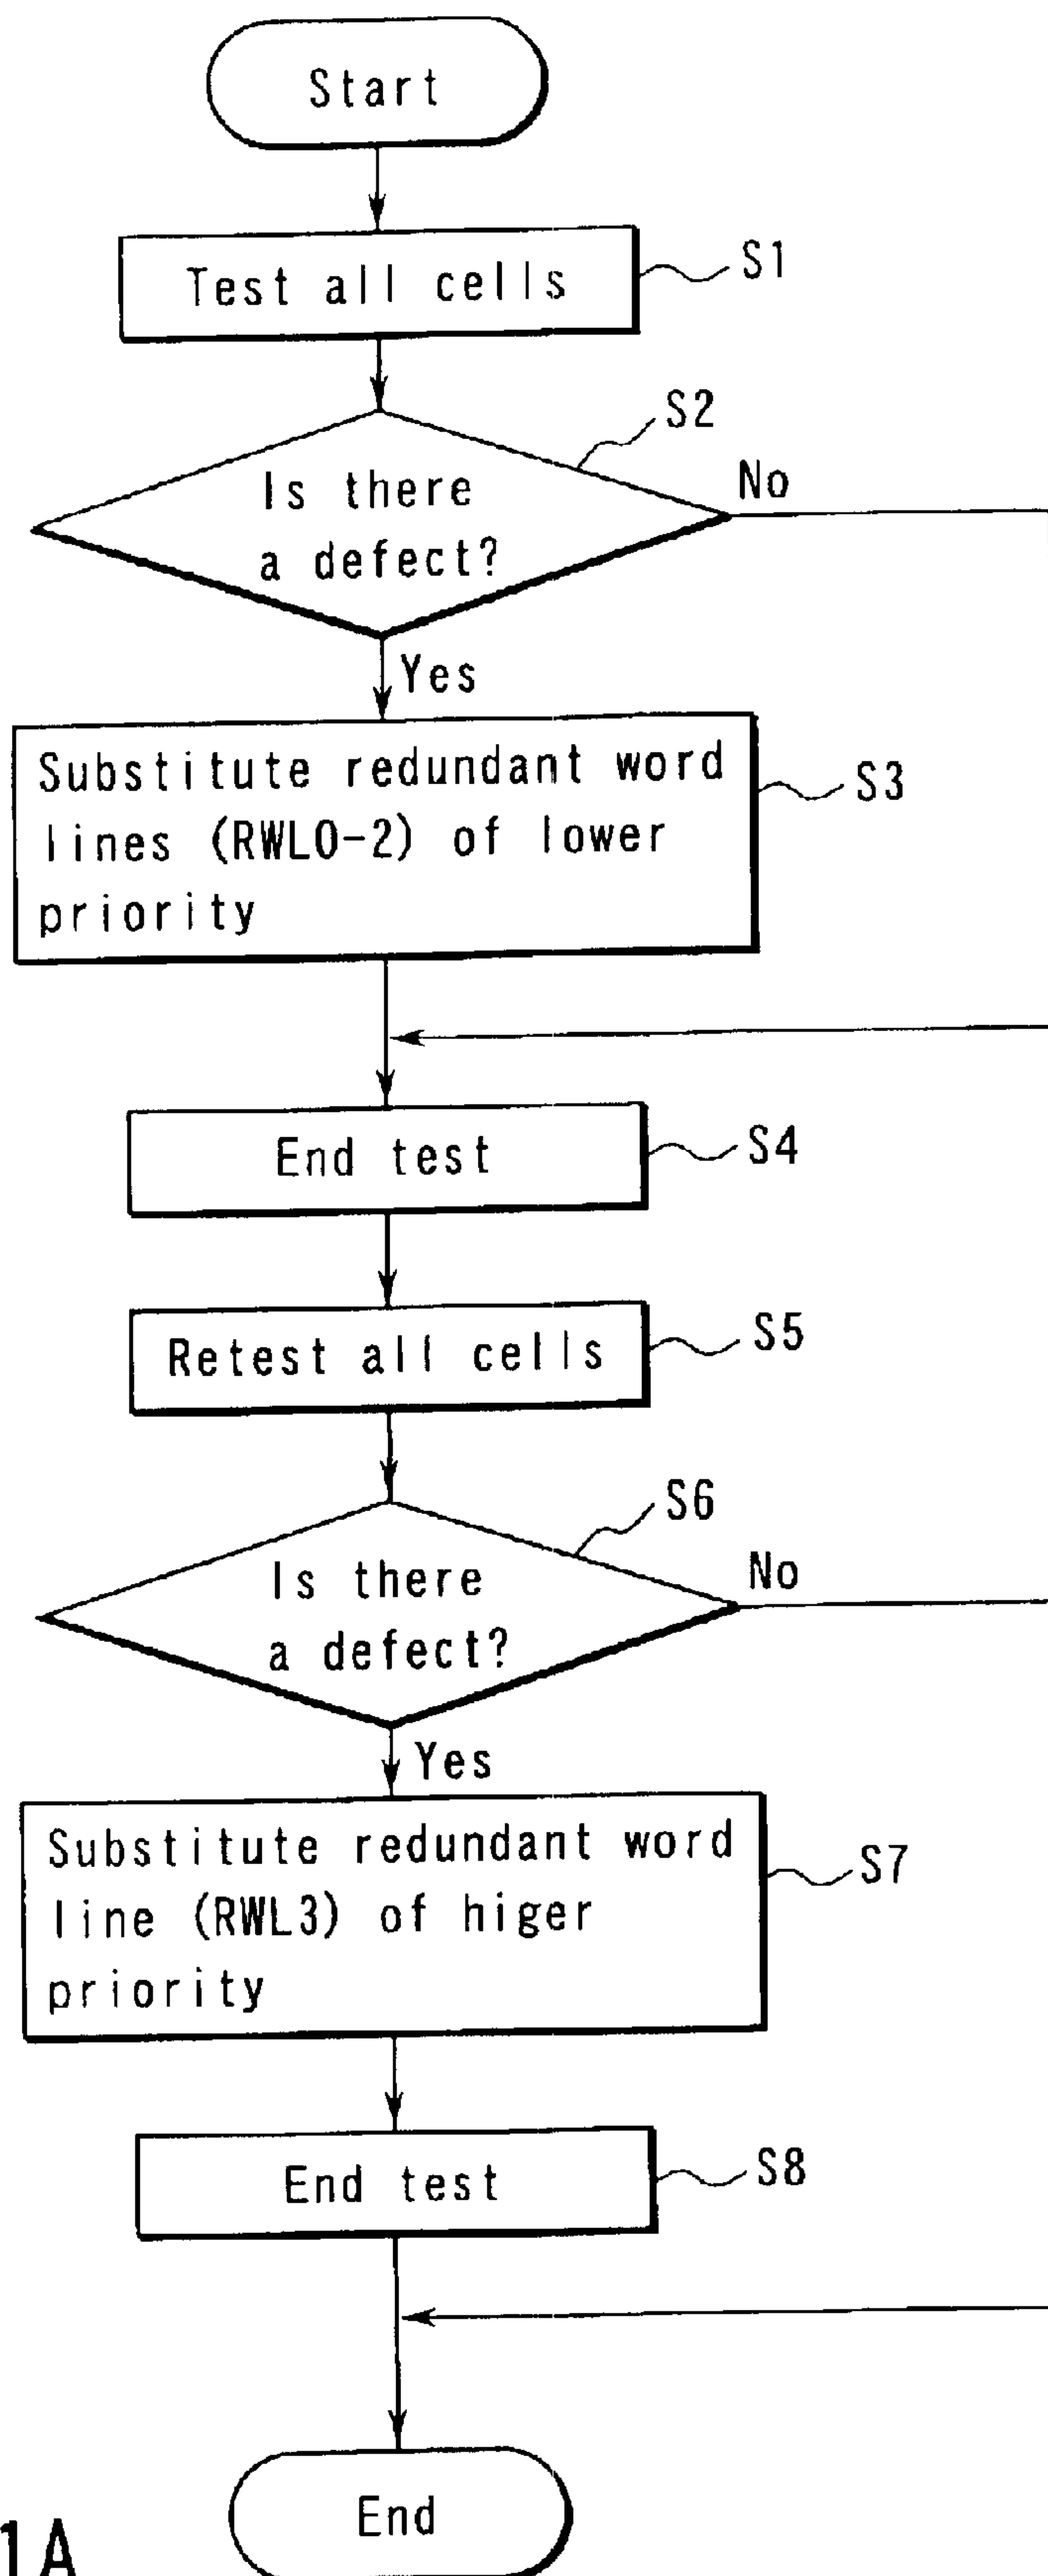 Start
Test all cells
S1
S2
Is there
a defect?
No
Yes
Substitute redundant word
lines (RWL0-2) of lower
priority
S3
End test
S4
Retest all cells
S5
S6
Is there
a defect?
No
Yes
Substitute redundant word
line (RWL3) of higer
priority
S7
End test
S8
End
1A